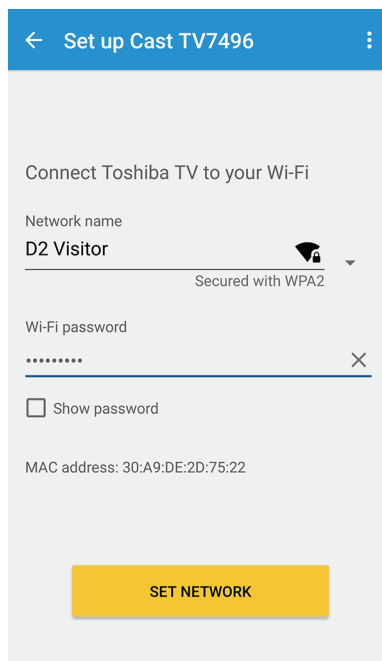 Set up Cast TV7496
Connect Toshiba TV to your Wi-Fi
Network name
D2 Visitor
Secured with WPA2
Wi-Fi password
•••••••••
Show password
MAC address: 30:A9:DE:2D:75:22
SET NETWORK